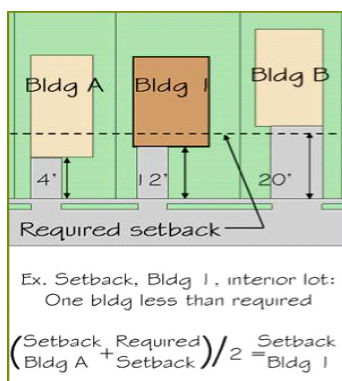 Bldg A
Bldg 1
Bldg B
4'
12'
20'
Required setback
Ex. Setback, Bldg 1, interior lot:
One bldg less than required
(Setback Bldg A + Required Setback)/2 = Setback Bldg 1